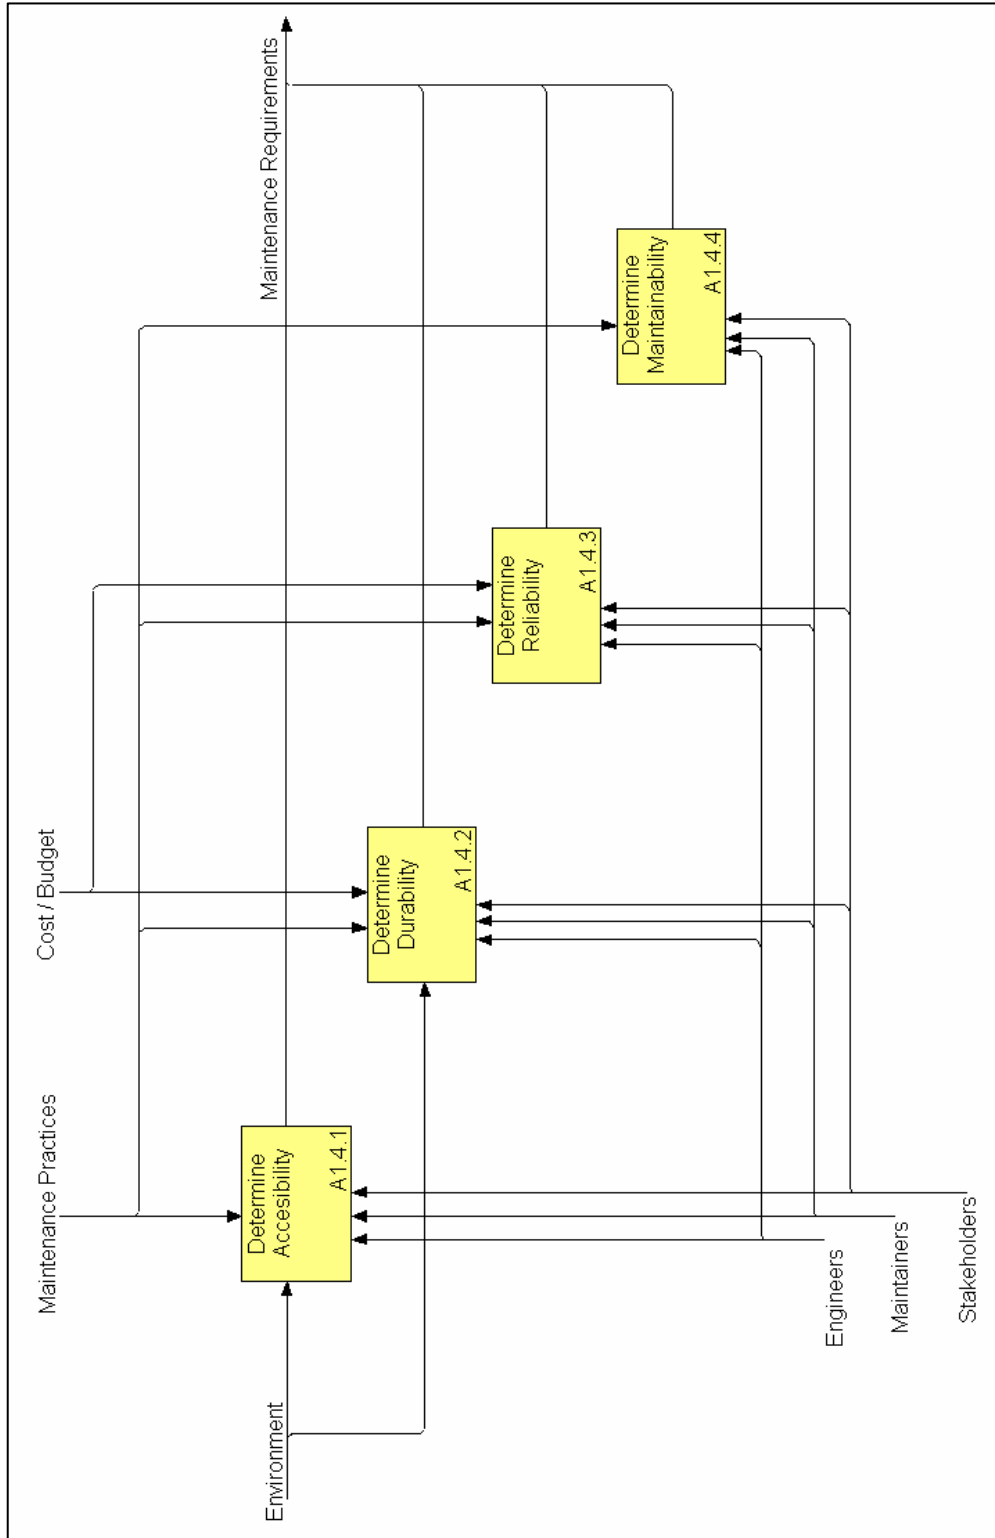 Maintenance Practices
Cost / Budget
Environment
Determine
Accesibility
A1.4.1
Determine
Durability
A1.4.2
Determine
Reliability
A1.4.3
Determine
Maintainability
A1.4.4
Maintenance Requirements
Engineers
Maintainers
Stakeholders